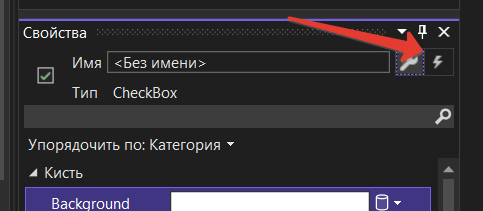 Свойства
Имя <Без имени>
Тип CheckBox
Упорядочить по: Категория
Кисть
Background